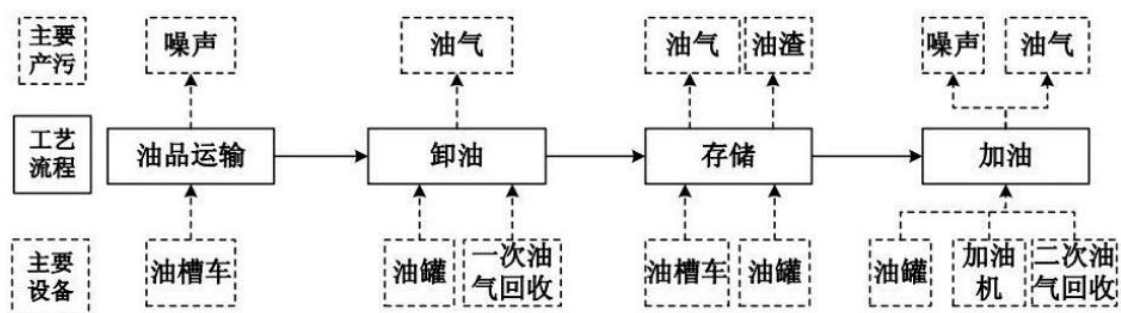 主要
产污
噪声
油气
油气
油渣
噪声
油气
工艺
流程
油品运输
卸油
存储
加油
主要
设备
油槽车
油罐
一次油
气回收
油槽车
油罐
油罐
加油
机
二次油
气回收